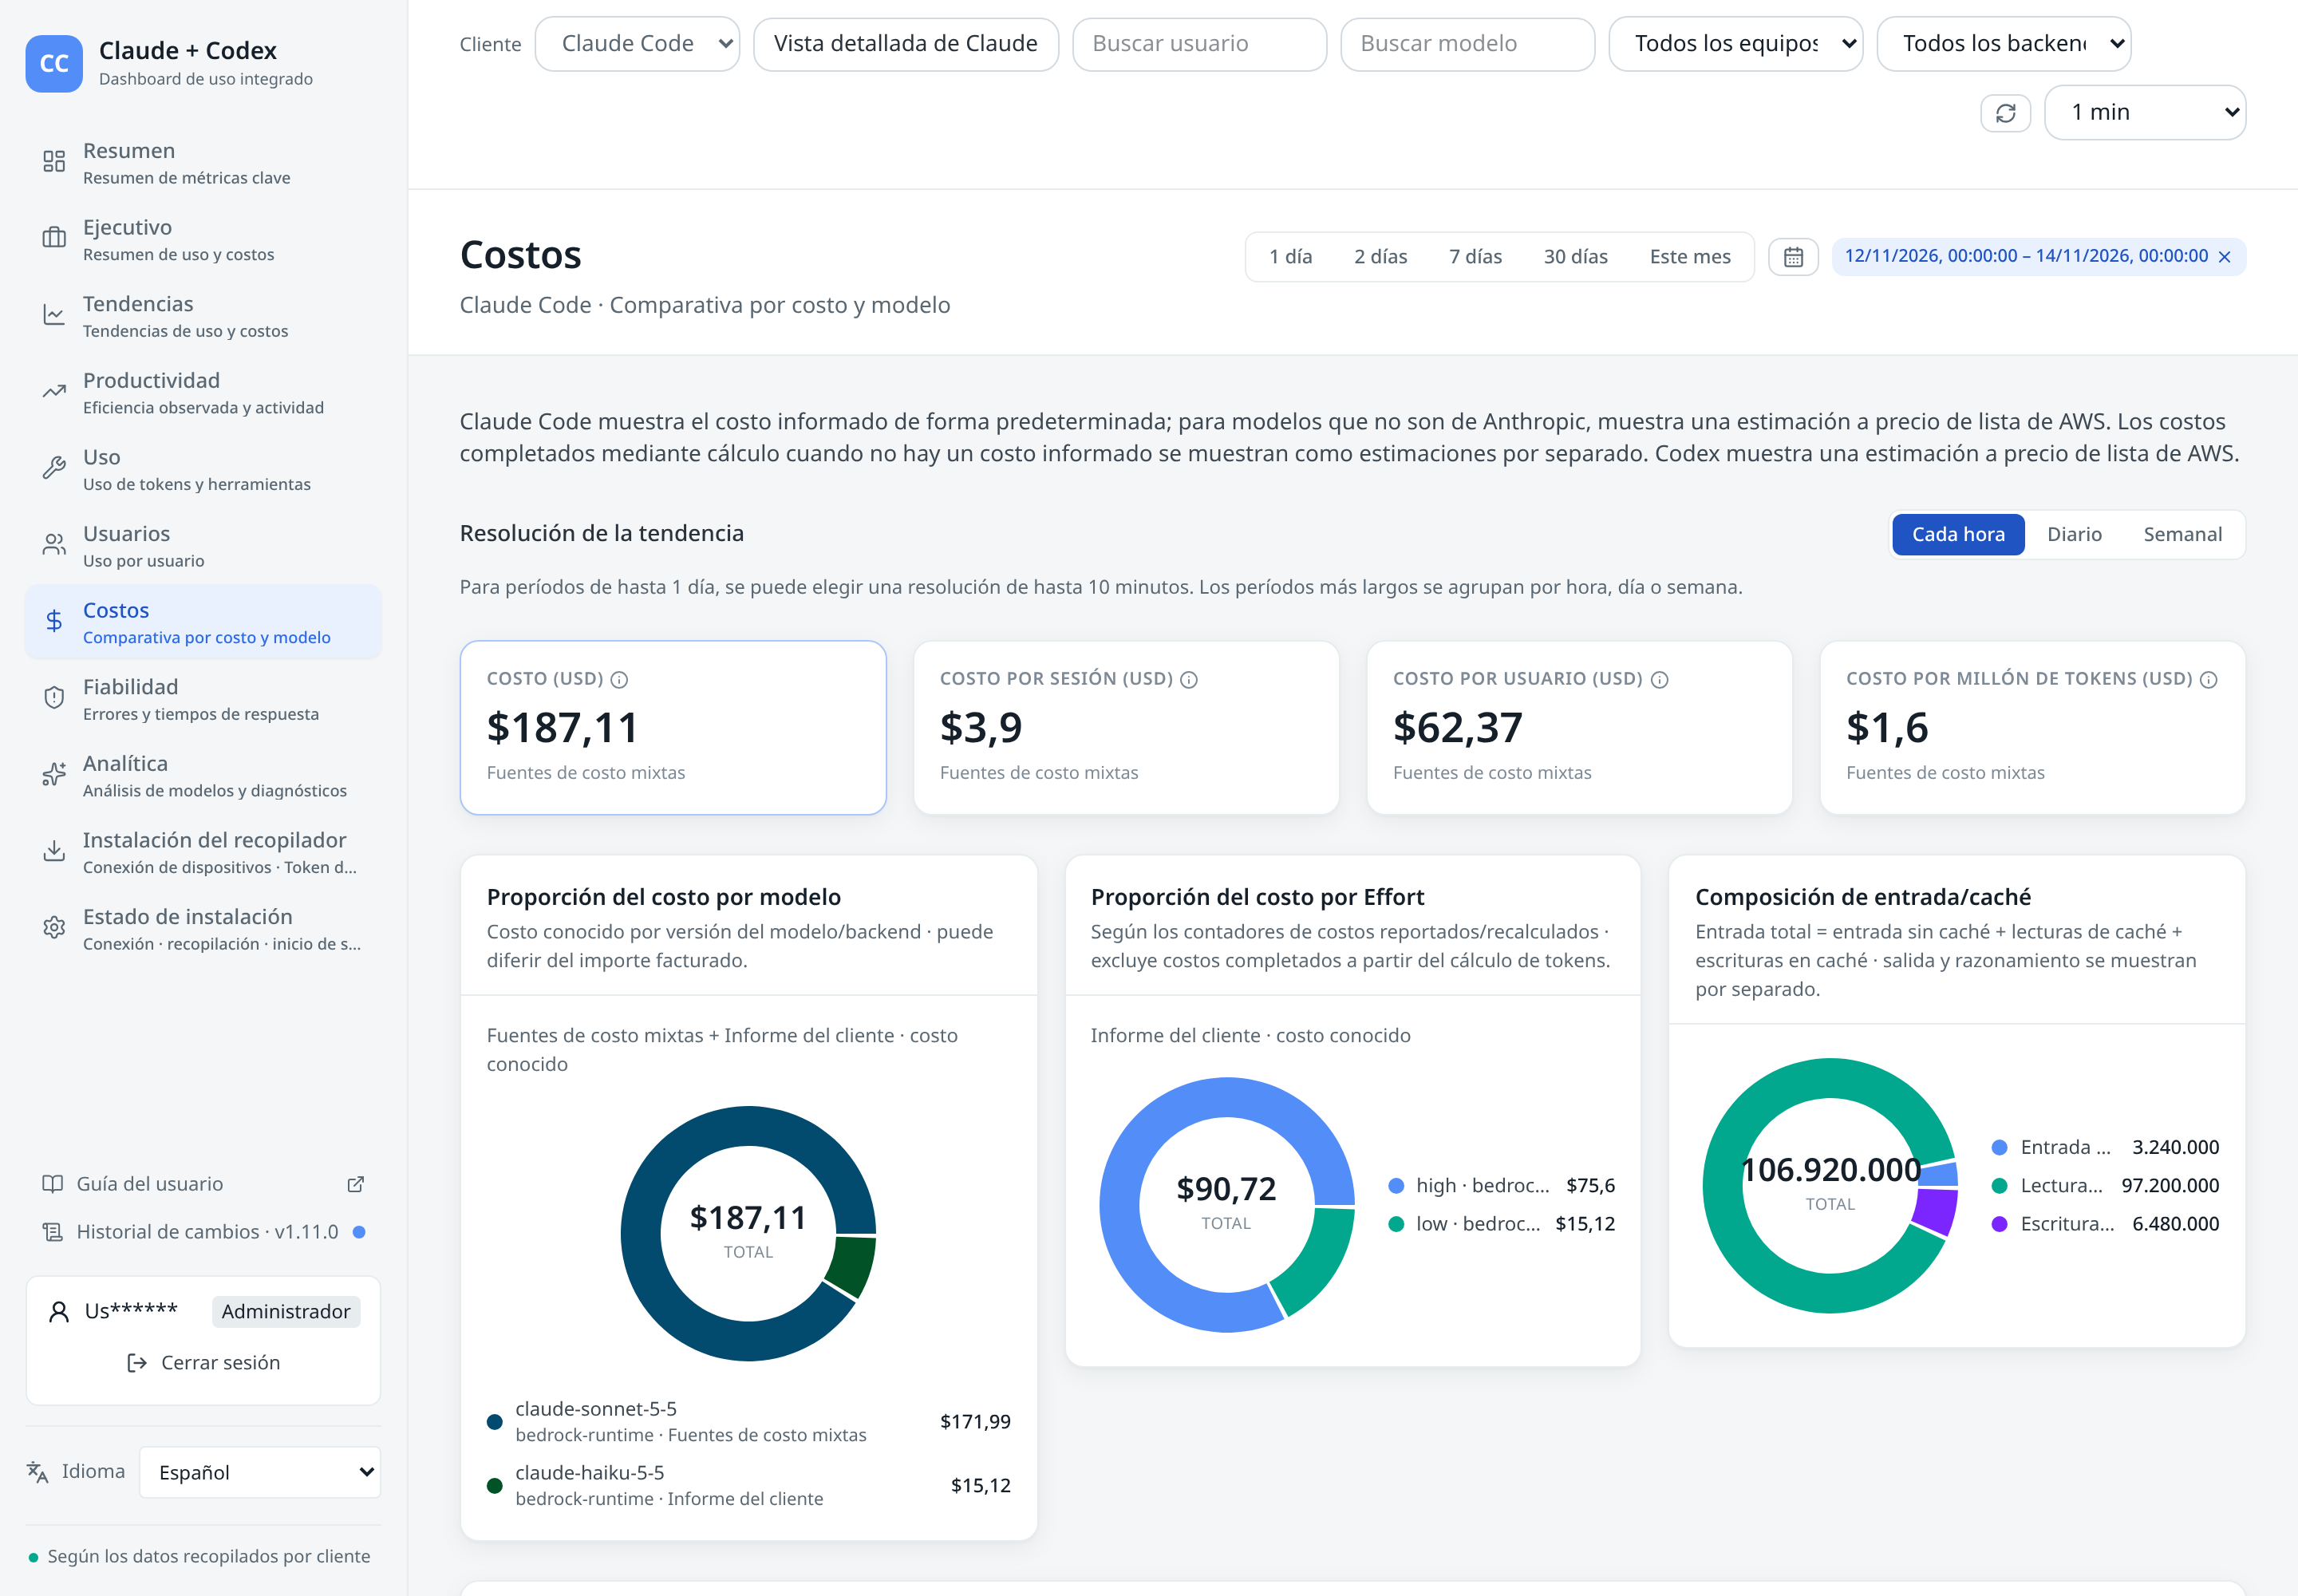 CC
Claude + Codex
Dashboard de uso integrado
Resumen
Resumen de métricas clave
Ejecutivo
Resumen de uso y costos
Tendencias
Tendencias de uso y costos
Productividad
Eficiencia observada y actividad
Uso
Uso de tokens y herramientas
Usuarios
Uso por usuario
Costos
Comparativa por costo y modelo
Fiabilidad
Errores y tiempos de respuesta
Analítica
Análisis de modelos y diagnósticos
Instalación del recopilador
Conexión de dispositivos · Token d...
Estado de instalación
Conexión · recopilación · inicio de s...
Guía del usuario
Historial de cambios · v1.11.0
Us****** Administrador
Cerrar sesión
Idioma Español
Según los datos recopilados por cliente
Cliente Claude Code Vista detallada de Claude Buscar usuario Buscar modelo Todos los equipos Todos los backen
1 min
Costos
Claude Code · Comparativa por costo y modelo
1 día 2 días 7 días 30 días Este mes 12/11/2026, 00:00:00 – 14/11/2026, 00:00:00
Claude Code muestra el costo informado de forma predeterminada; para modelos que no son de Anthropic, muestra una estimación a precio de lista de AWS. Los costos
completados mediante cálculo cuando no hay un costo informado se muestran como estimaciones por separado. Codex muestra una estimación a precio de lista de AWS.
Resolución de la tendencia
Cada hora Diario Semanal
Para períodos de hasta 1 día, se puede elegir una resolución de hasta 10 minutos. Los períodos más largos se agrupan por hora, día o semana.
COSTO (USD)
$187,11
Fuentes de costo mixtas
COSTO POR SESIÓN (USD)
$3,9
Fuentes de costo mixtas
COSTO POR USUARIO (USD)
$62,37
Fuentes de costo mixtas
COSTO POR MILLÓN DE TOKENS (USD)
$1,6
Fuentes de costo mixtas
Proporción del costo por modelo
Costo conocido por versión del modelo/backend · puede
diferir del importe facturado.
Fuentes de costo mixtas + Informe del cliente · costo
conocido
$187,11
TOTAL
claude-sonnet-5-5
bedrock-runtime · Fuentes de costo mixtas
$171,99
claude-haiku-5-5
bedrock-runtime · Informe del cliente
$15,12
Proporción del costo por Effort
Según los contadores de costos reportados/recalculados ·
excluye costos completados a partir del cálculo de tokens.
Informe del cliente · costo conocido
$90,72
TOTAL
high · bedroc... $75,6
low · bedroc... $15,12
Composición de entrada/caché
Entrada total = entrada sin caché + lecturas de caché +
escrituras en caché · salida y razonamiento se muestran
por separado.
106.920.000
TOTAL
Entrada ... 3.240.000
Lectura... 97.200.000
Escritura... 6.480.000